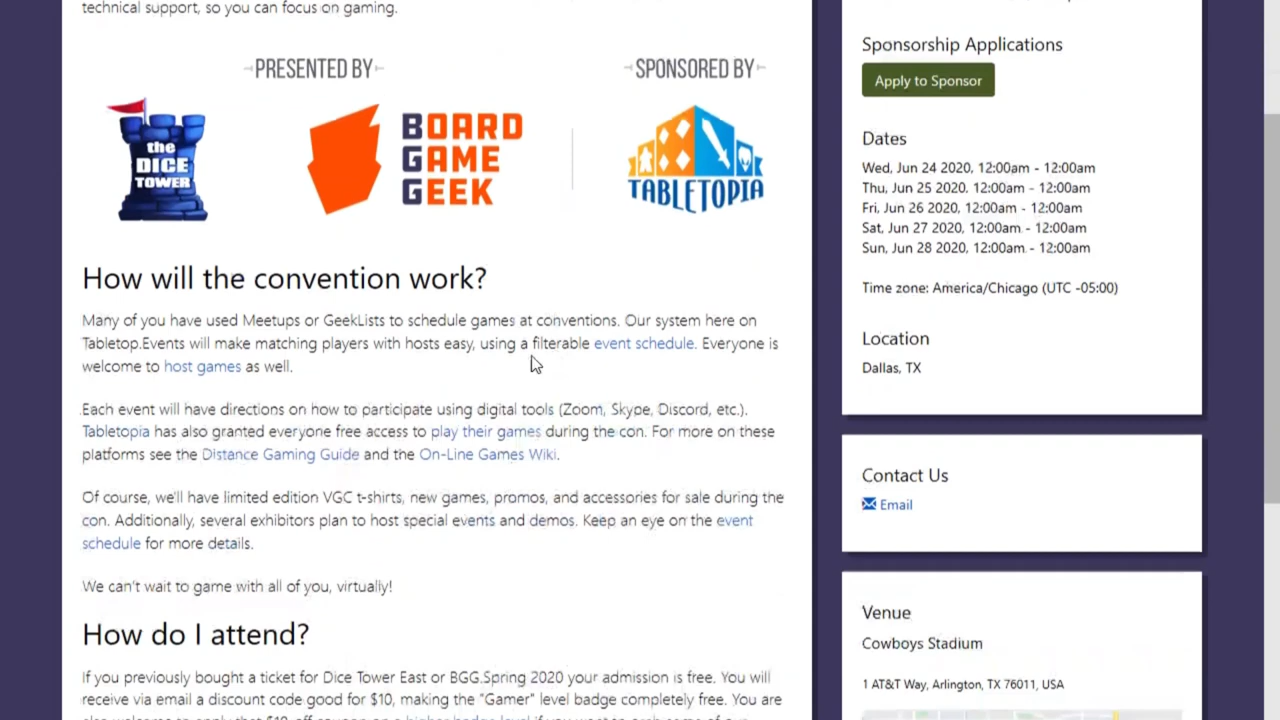 technical support, so you can focus on gaming.
PRESENTED BY
SPONSORED BY
the
DICE
TOWER
BOARD
GAME
GEEK
TABLETOPIA
How will the convention work?
Many of you have used Meetups or GeekLists to schedule games at conventions. Our system here on
Tabletop.Events will make matching players with hosts easy, using a filterable event schedule. Everyone is
welcome to host games as well.
Each event will have directions on how to participate using digital tools (Zoom, Skype, Discord, etc.).
Tabletopia has also granted everyone free access to play their games during the con. For more on these
platforms see the Distance Gaming Guide and the On-Line Games Wiki.
Of course, we'll have limited edition VGC t-shirts, new games, promos, and accessories for sale during the
con. Additionally, several exhibitors plan to host special events and demos. Keep an eye on the event
schedule for more details.
We can't wait to game with all of you, virtually!
How do I attend?
If you previously bought a ticket for Dice Tower East or BGG.Spring 2020 your admission is free. You will
receive via email a discount code good for $10, making the "Gamer" level badge completely free. You are
Sponsorship Applications
Apply to Sponsor
Dates
Wed, Jun 24 2020, 12:00am - 12:00am
Thu, Jun 25 2020, 12:00am - 12:00am
Fri, Jun 26 2020, 12:00am - 12:00am
Sat, Jun 27 2020, 12:00am - 12:00am
Sun, Jun 28 2020, 12:00am - 12:00am
Time zone: America/Chicago (UTC -05:00)
Location
Dallas, TX
Contact Us
Email
Venue
Cowboys Stadium
1 AT&T Way, Arlington, TX 76011, USA